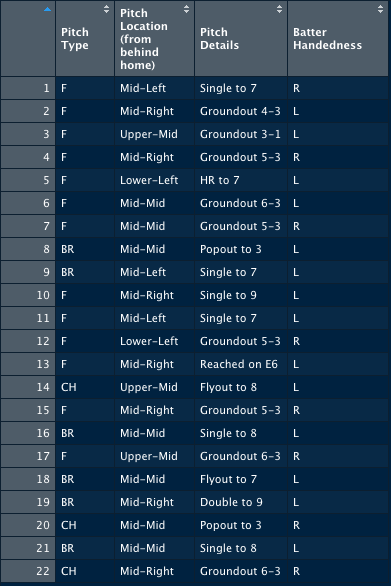 Pitch Type | Pitch Location (from behind home) | Pitch Details | Batter Handedness
1 F Mid-Left Single to 7 R
2 F Mid-Right Groundout 4-3 L
3 F Upper-Mid Groundout 3-1 L
4 F Mid-Right Groundout 5-3 R
5 F Lower-Left HR to 7 L
6 F Mid-Mid Groundout 6-3 L
7 F Mid-Mid Groundout 5-3 R
8 BR Mid-Mid Popout to 3 L
9 BR Mid-Left Single to 7 L
10 F Mid-Right Single to 9 L
11 F Mid-Left Single to 7 L
12 F Lower-Left Groundout 5-3 R
13 F Mid-Right Reached on E6 L
14 CH Upper-Mid Flyout to 8 L
15 F Mid-Right Groundout 5-3 R
16 BR Mid-Mid Single to 8 L
17 F Upper-Mid Groundout 6-3 R
18 BR Mid-Mid Flyout to 7 L
19 BR Mid-Right Double to 9 L
20 CH Mid-Mid Popout to 3 R
21 BR Mid-Mid Single to 8 L
22 CH Mid-Right Groundout 6-3 R